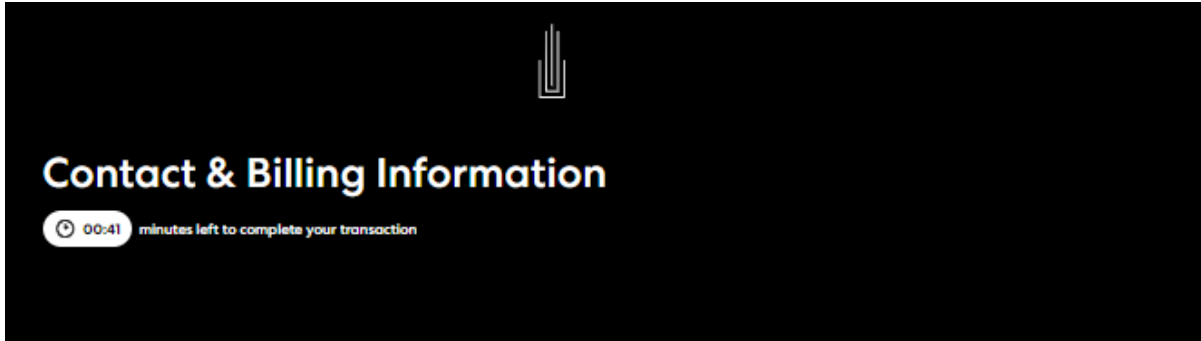 Contact & Billing Information
00:41 minutes left to complete your transaction